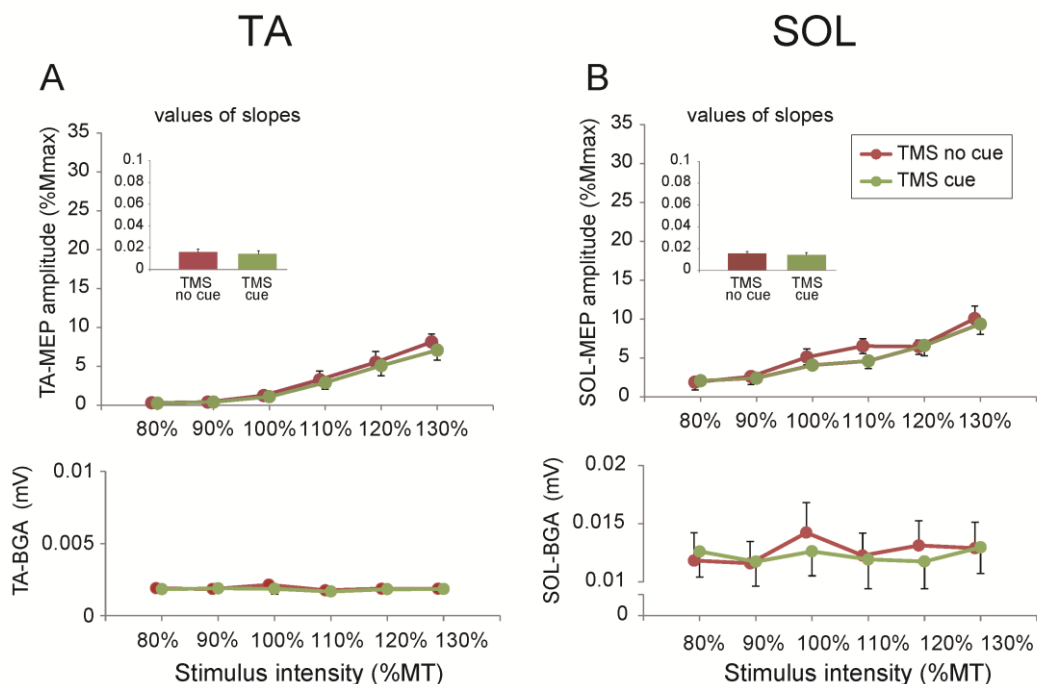 TA
SOL
A
values of slopes
TA-MEP amplitude (%Mmax)
35
30
25
20
15
10
5
0
0.1
0.08
0.06
0.04
0.02
0
TMS
no cue
TMS
cue
80% 90% 100% 110% 120% 130%
B
values of slopes
SOL-MEP amplitude (%Mmax)
35
30
25
20
15
10
5
0
0.1
0.08
0.06
0.04
0.02
0
TMS
no cue
TMS
cue
TMS no cue
TMS cue
80% 90% 100% 110% 120% 130%
TA-BGA (mV)
0.01
0.005
0
80% 90% 100% 110% 120% 130%
Stimulus intensity (%MT)
SOL-BGA (mV)
0.02
0.015
0.01
0
80% 90% 100% 110% 120% 130%
Stimulus intensity (%MT)